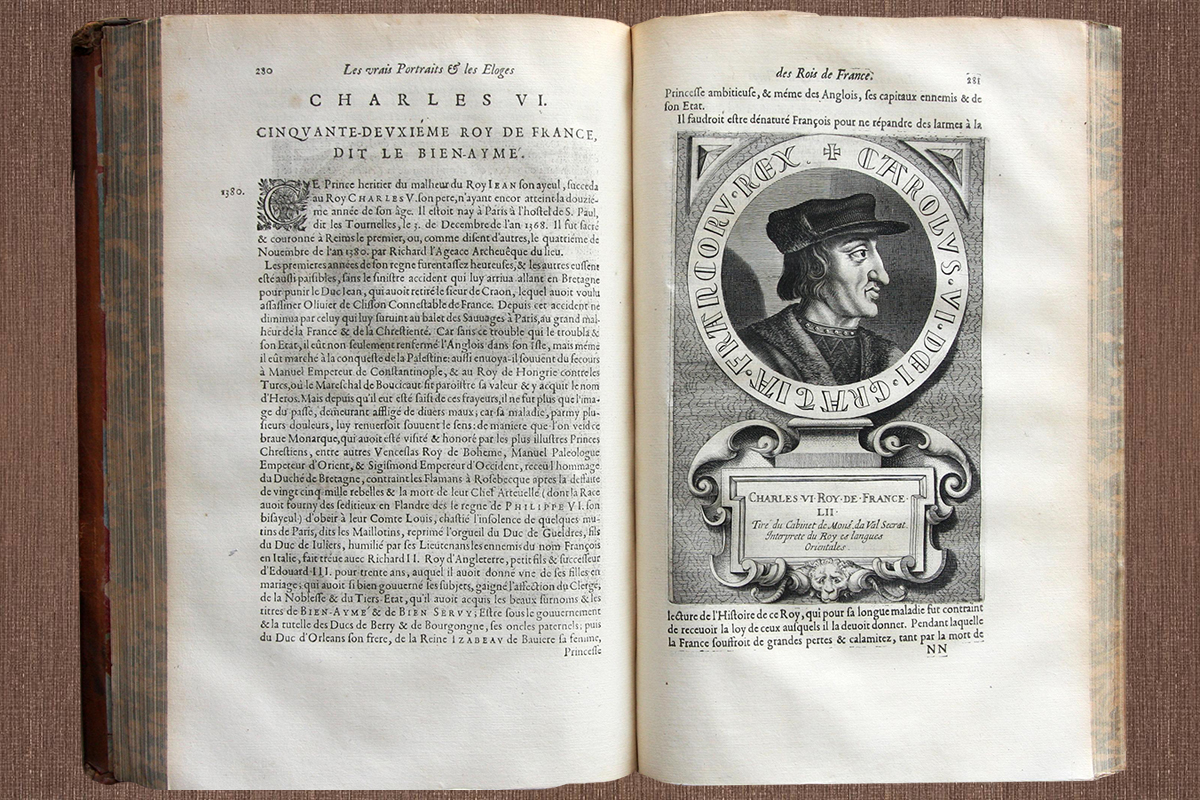 280
Les vrais Portraits & les Eloges
CHARLES VI.
CINQVANTE-DEVXIÉME ROY DE FRANCE,
DIT LE BIEN-AYMÉ.
1380.
CE Prince heritier du malheur du Roy IEAN son ayeul, succeda
au Roy CHARLES V. son pere, n'ayant encor atteint la douzié-
me année de son âge. Il estoit nay à Paris à l'hostel de S. Paul,
dit les Tournelles, le 3. de Decembre de l'an 1368. Il fut sacré
& couronné à Reims le premier, ou, comme disent d'autres, le quatriéme de
Nouembre de l'an 1380. par Richard l'Ageace Archeuêque du lieu.
Les premieres années de son regne furent assez heureuses, & les autres eussent
esté aussi paisibles, sans le sinistre accident qui luy arriua allant en Bretagne
pour punir le Duc Iean, qui auoit retiré le sieur de Craon, lequel auoit voulu
assassiner Oliuier de Clisson Connestable de France. Depuis cet accident ne
diminua par celuy qui luy suruint au balet des Sauuages à Paris, au grand mal-
heur de la France & de la Chrestienté. Car sans ce trouble qui le troubla &
son Etat, il eût non seulement renfermé l'Anglois dans son Isle, mais méme
il eût marché à la conqueste de la Palestine: aussi enuoya-il souuent du secours
à Manuel Empereur de Constantinople, & au Roy de Hongrie contre les
Turcs, où le Mareschal de Boucicaut fit paroître sa valeur & y acquit le nom
d'Heros. Mais depuis qu'il eut esté saisi de ces frayeurs, il ne fut plus que l'ima-
ge du passé, demeurant affligé de diuers maux; car sa maladie, parmy plu-
sieurs douleurs, luy renuersoit souuent le sens: de maniere que l'on veid ce
braue Monarque, qui auoit esté visité & honoré par les plus illustres Princes
Chrestiens, entre autres Venceslas Roy de Boheme, Manuel Paleologue
Empereur d'Orient, & Sigismond Empereur d'Occident, receu l'hommage
du Duché de Bretagne, contraint les Flamans à Rosebecque apres la deffaite
de vingt cinq mille rebelles & la mort de leur Chef Atteuelle (dont la Race
auoit tourny des seditieux en Flandre dés le regne de PHILIPPE VI. son
bisayeul) d'obeir à leur Comte Louis, chastié l'insolence de quelques mu-
tins de Paris, dits les Maillotins, reprimé l'orgueil du Duc de Gueldres, fils
du Duc de Iuliers, humilié par ses Lieutenans les ennemis du nom François
en Italie, fait tréue auec Richard II. Roy d'Angleterre, petit fils & successeur
d'Edouard III. pour trente ans, auquel il auoit donné vne de ses filles en
mariage; qui auoit si bien gouuerné ses subjets, gaigné l'affection du Clergé,
de la Noblesse & du Tiers-Etat, qu'il auoit acquis les beaux surnoms & les
titres de BIEN-AYMÉ & de BIEN SERVY: Estre sous le gouuernement
& la tutelle des Ducs de Berry & de Bourgongne, ses oncles paternels; puis
du Duc d'Orleans son frere, de la Reine IZABEAV de Bauiere sa femme,
Princesse
des Rois de France.
281
Princesse ambitieuse, & méme des Anglois, ses capitaux ennemis & de
son Etat.
Il faudroit estre dénaturé François pour ne répandre des larmes à la
CAROLVS·VI·DEI·GRATIA·FRANCORV·REX
CHARLES·VI·ROY·DE·FRANCE·
LII·
Tiré du Cabinet de Monsr. du Val Secrat.
Interprete du Roy es langues
Orientales.
lecture de l'Histoire de ce Roy, qui pour sa longue maladie fut contraint
de receuoir la loy de ceux ausquels il la deuoit donner. Pendant laquelle
la France souffroit de grandes pertes & calamitez, tant par la mort de
NN